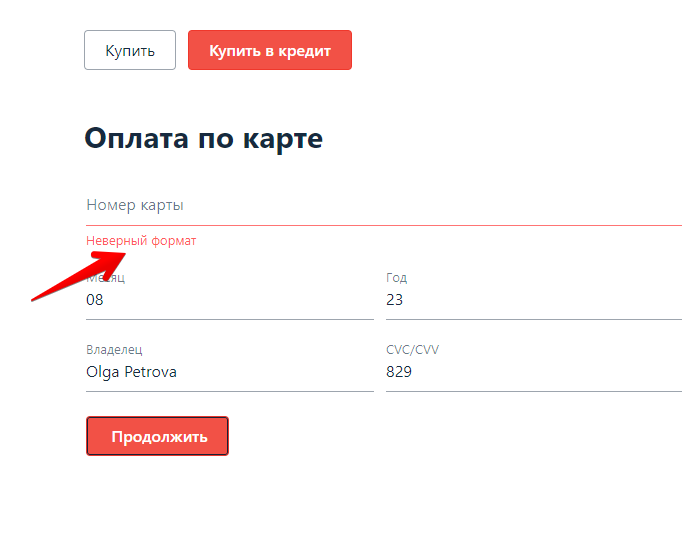 Купить Купить в кредит
Оплата по карте
Номер карты
Неверный формат
Месяц Год
08 23
Владелец CVC/CVV
Olga Petrova 829
Продолжить